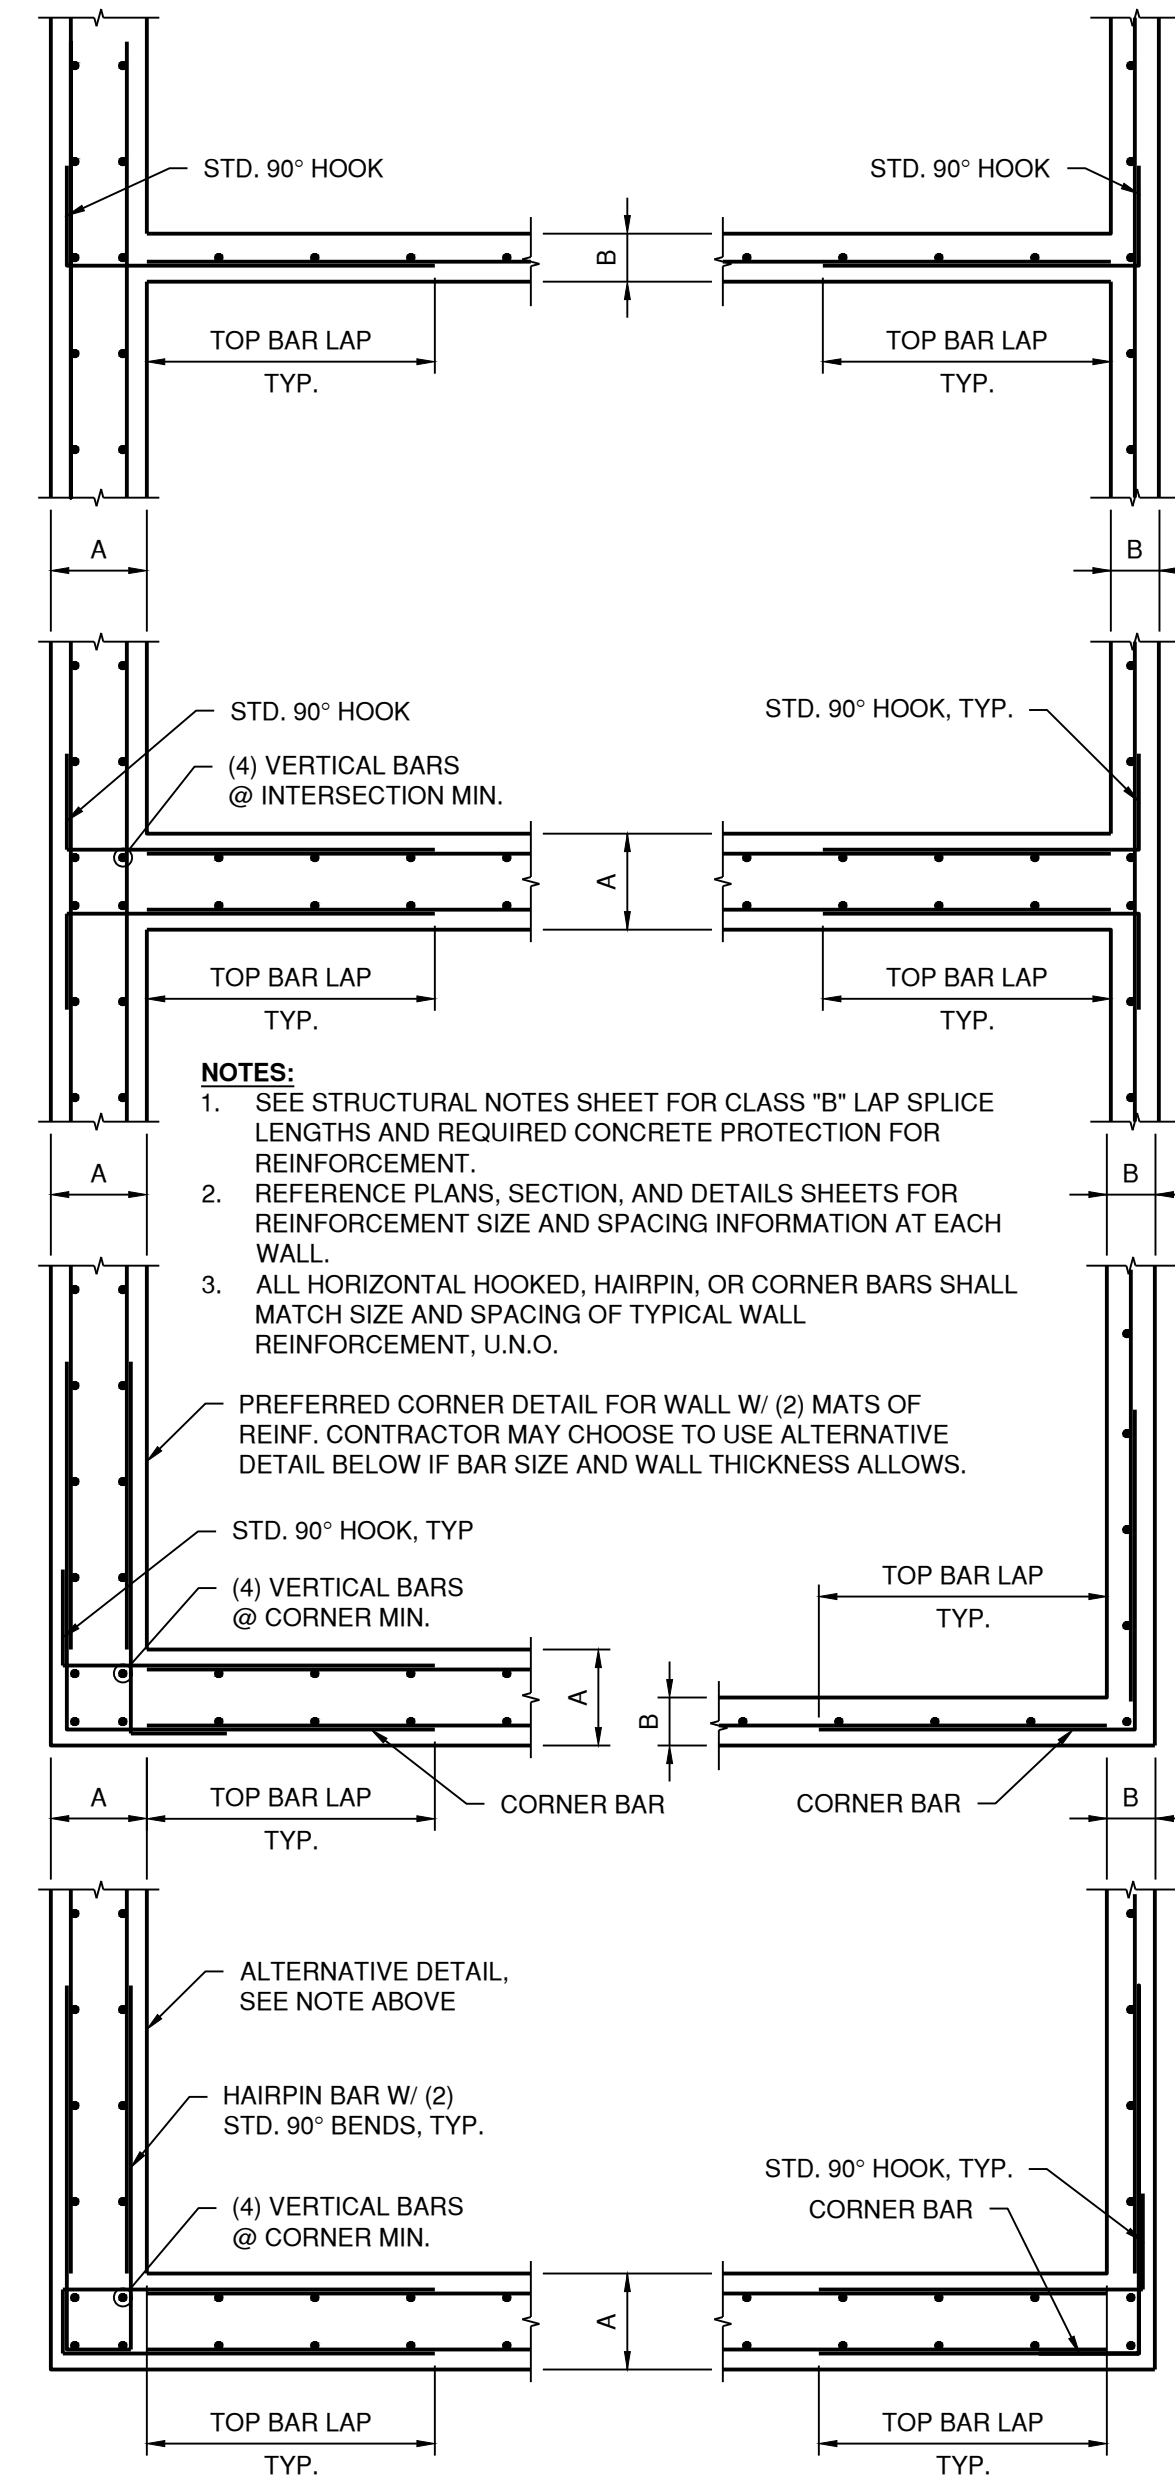 STD. 90° HOOK
STD. 90° HOOK
B
TOP BAR LAP
TYP.
TOP BAR LAP
TYP.
A
B
STD. 90° HOOK
STD. 90° HOOK, TYP.
(4) VERTICAL BARS
@ INTERSECTION MIN.
A
TOP BAR LAP
TYP.
TOP BAR LAP
TYP.
NOTES:
1. SEE STRUCTURAL NOTES SHEET FOR CLASS "B" LAP SPLICE
LENGTHS AND REQUIRED CONCRETE PROTECTION FOR
REINFORCEMENT.
2. REFERENCE PLANS, SECTION, AND DETAILS SHEETS FOR
REINFORCEMENT SIZE AND SPACING INFORMATION AT EACH
WALL.
3. ALL HORIZONTAL HOOKED, HAIRPIN, OR CORNER BARS SHALL
MATCH SIZE AND SPACING OF TYPICAL WALL
REINFORCEMENT, U.N.O.
A
B
PREFERRED CORNER DETAIL FOR WALL W/ (2) MATS OF
REINF. CONTRACTOR MAY CHOOSE TO USE ALTERNATIVE
DETAIL BELOW IF BAR SIZE AND WALL THICKNESS ALLOWS.
STD. 90° HOOK, TYP
(4) VERTICAL BARS
@ CORNER MIN.
TOP BAR LAP
TYP.
A
B
A
TOP BAR LAP
TYP.
CORNER BAR
CORNER BAR
B
ALTERNATIVE DETAIL,
SEE NOTE ABOVE
HAIRPIN BAR W/ (2)
STD. 90° BENDS, TYP.
STD. 90° HOOK, TYP.
CORNER BAR
(4) VERTICAL BARS
@ CORNER MIN.
A
TOP BAR LAP
TYP.
TOP BAR LAP
TYP.